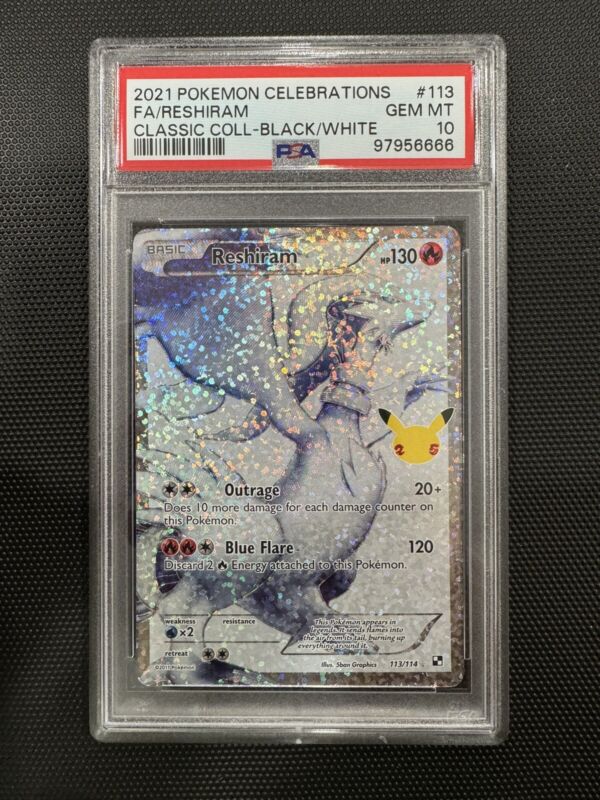 2021 POKEMON CELEBRATIONS #113
FA/RESHIRAM GEM MT
CLASSIC COLL-BLACK/WHITE 10
PSA 97956666
BASIC Reshiram HP130
25
Outrage 20+
Does 10 more damage for each damage counter on
this Pokémon.
Blue Flare 120
Discard 2 Energy attached to this Pokémon.
weakness resistance
×2
retreat
This Pokémon appears in
legends. It sends flames into
the air from its tail, burning up
everything around it.
©2011 Pokémon Illus. 5ban Graphics 113/114